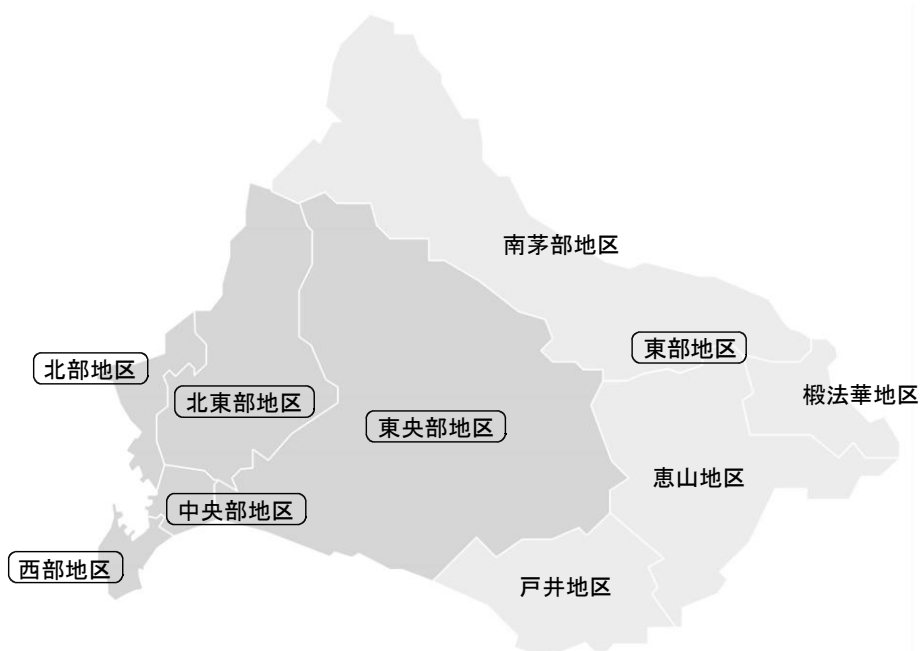 南茅部地区
東部地区
北部地区
椴法華地区
北東部地区
東央部地区
恵山地区
中央部地区
西部地区
戸井地区